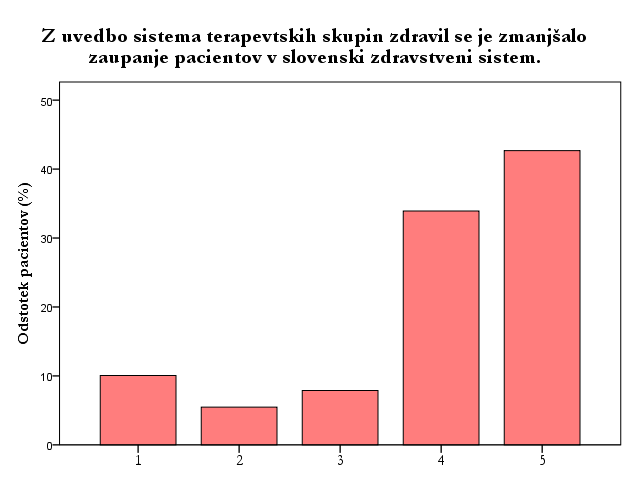 Z uvedbo sistema terapevtskih skupin zdravil se je zmanjšalo
zaupanje pacientov v slovenski zdravstveni sistem.
Odstotek pacientov (%)
50
40
30
20
10
0
1 2 3 4 5